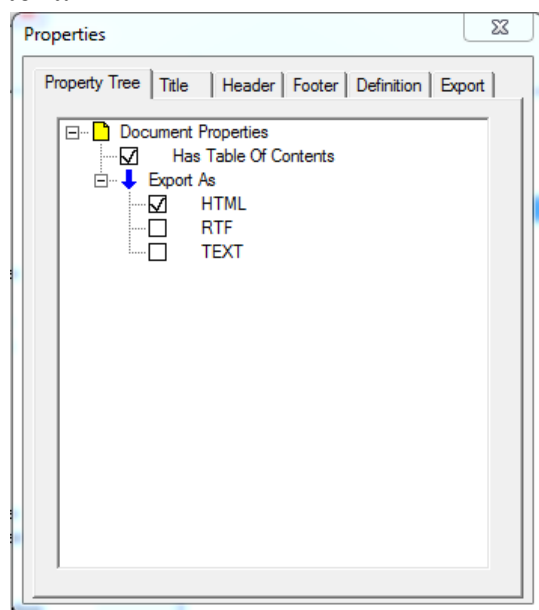 Properties
Property Tree Title Header Footer Definition Export
Document Properties
Has Table Of Contents
Export As
HTML
RTF
TEXT